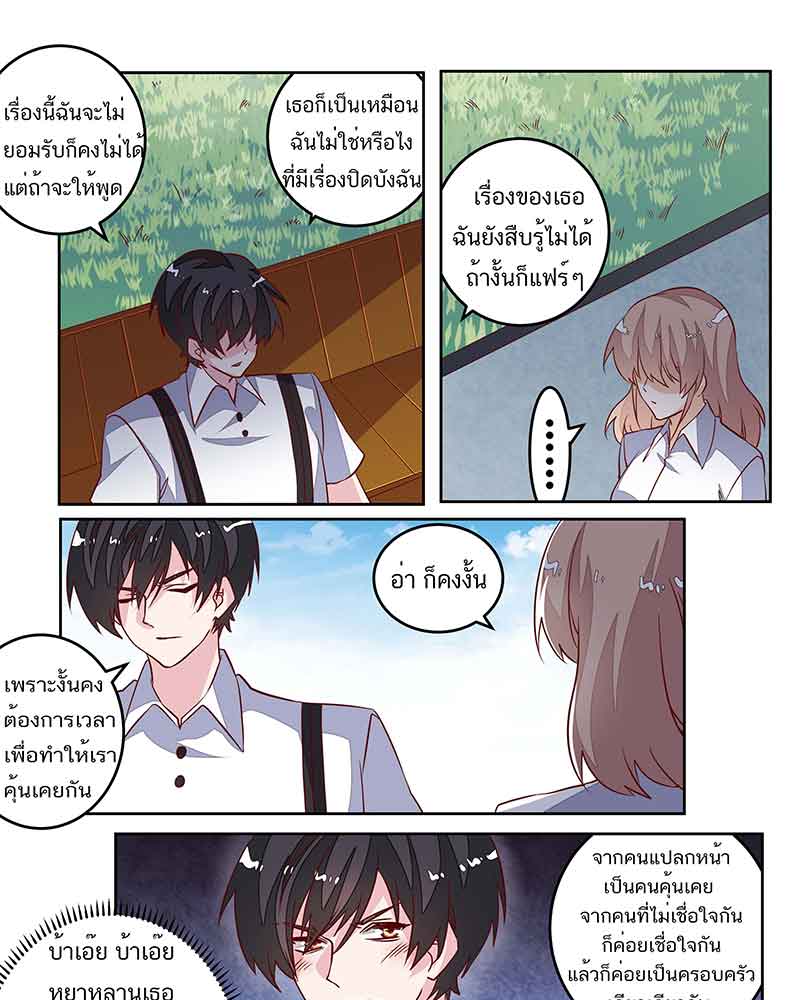 เรื่องนี้ฉันจะไม่
ยอมรับก็คงไม่ได้
แต่ถ้าจะให้พูด
เธอก็เป็นเหมือน
ฉันไม่ใช่หรือไง
ที่มีเรื่องปิดบังฉัน
เรื่องของเธอ
ฉันยังสืบรู้ไม่ได้
ถ้างั้นก็แฟร์ๆ
......
อ่า ก็คงงั้น
เพราะงั้นคง
ต้องการเวลา
เพื่อทำให้เรา
คุ้นเคยกัน
จากคนแปลกหน้า
เป็นคนคุ้นเคย
จากคนที่ไม่เชื่อใจกัน
ก็ค่อยเชื่อใจกัน
แล้วก็ค่อยเป็นครอบครัว
บ้าเอ๊ย บ้าเอ๊ย
หยาหลานเธอ